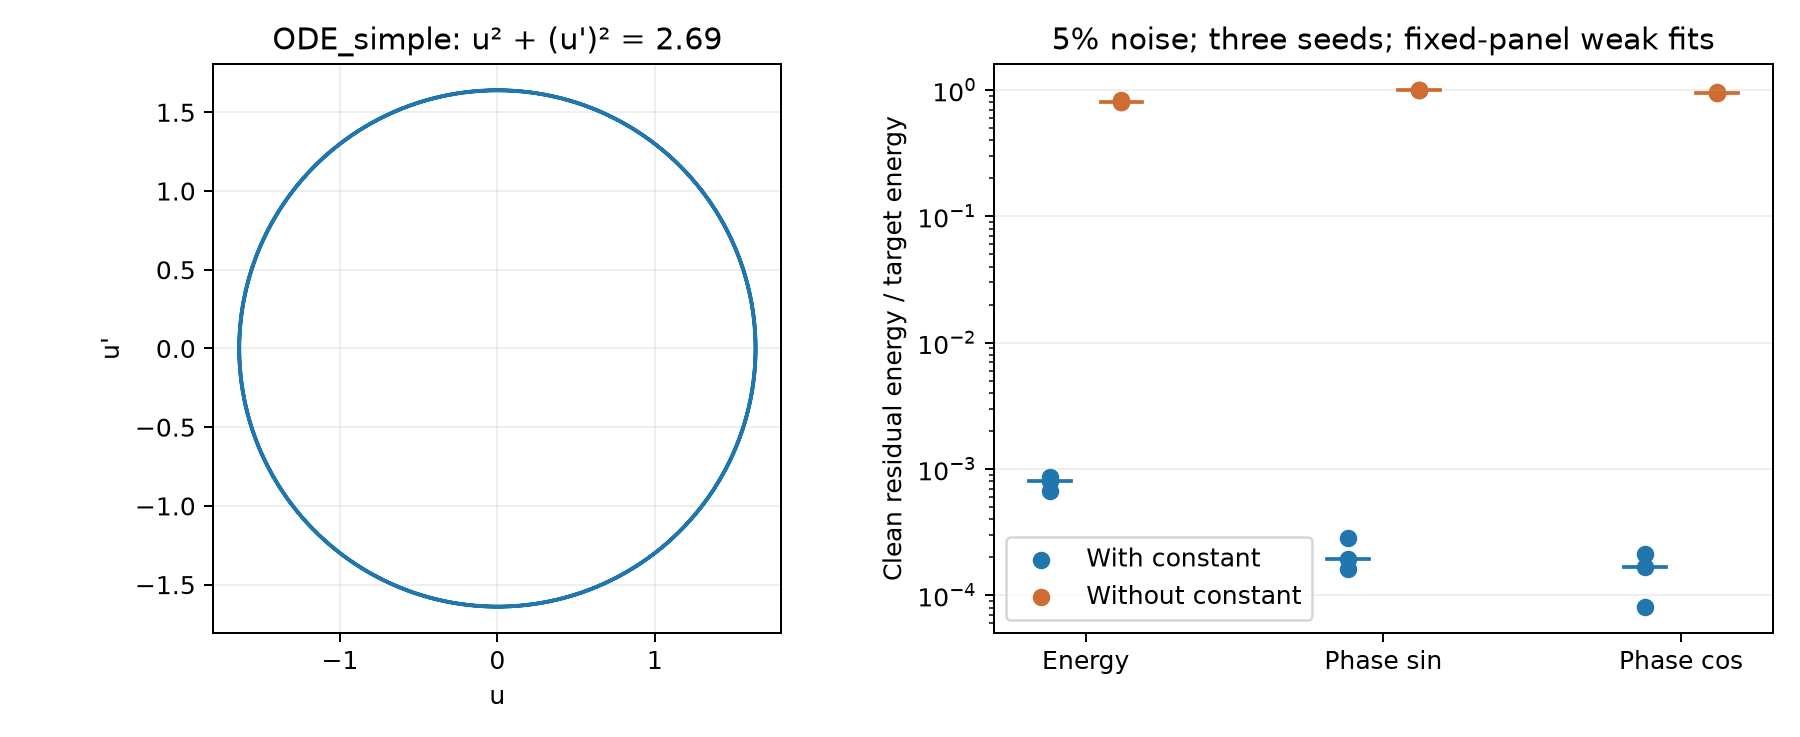 ODE_simple: u² + (u')² = 2.69
1.5
1.0
0.5
0.0
−0.5
−1.0
−1.5
u'
−1
0
1
u
5% noise; three seeds; fixed-panel weak fits
10⁰
10⁻¹
10⁻²
10⁻³
10⁻⁴
Clean residual energy / target energy
With constant
Without constant
Energy
Phase sin
Phase cos